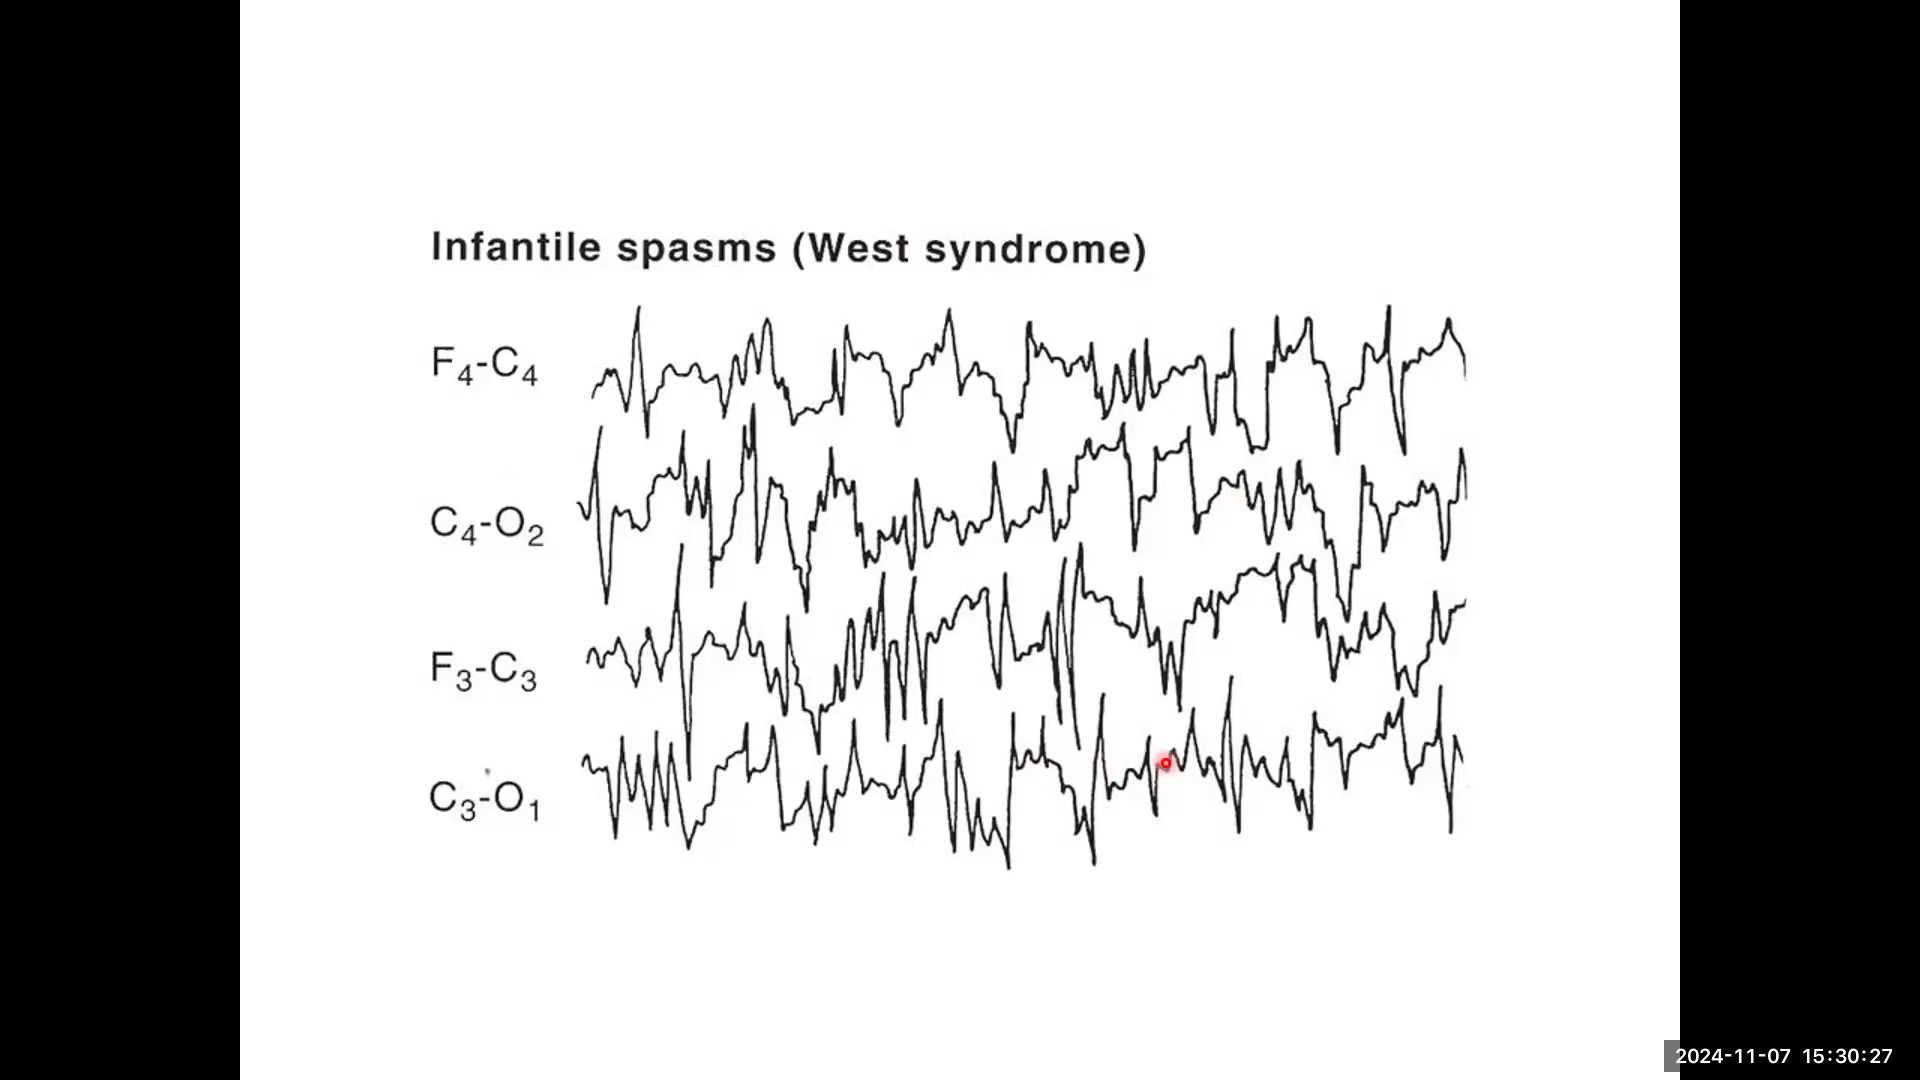 Infantile spasms (West syndrome)
F₄-C₄
C₄-O₂
F₃-C₃
C₃-O₁
2024-11-07 15:30:27